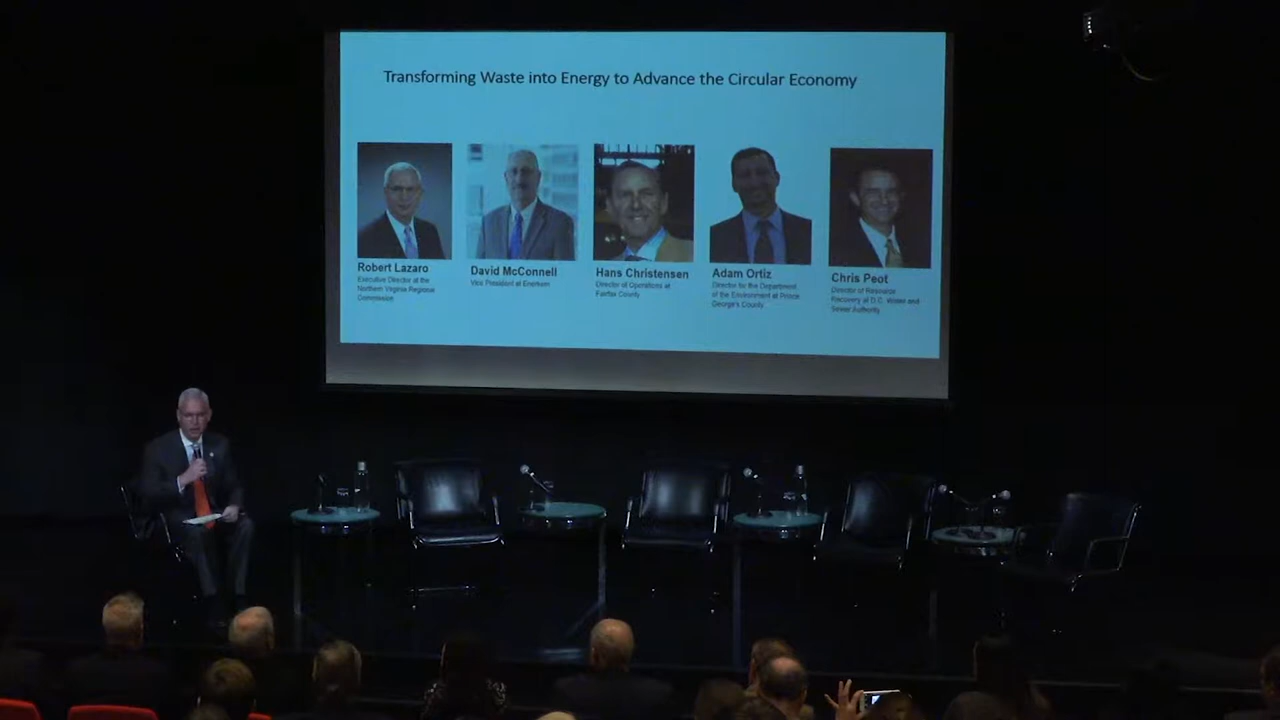 Transforming Waste into Energy to Advance the Circular Economy
Robert Lazaro
Executive Director at the
Northern Virginia Regional
Commission
David McConnell
Vice President at Enerkem
Hans Christensen
Director of Operations at
Fairfax County
Adam Ortiz
Director for the Department
of the Environment at Prince
George's County
Chris Peot
Director of Resource
Recovery at D.C. Water and
Sewer Authority